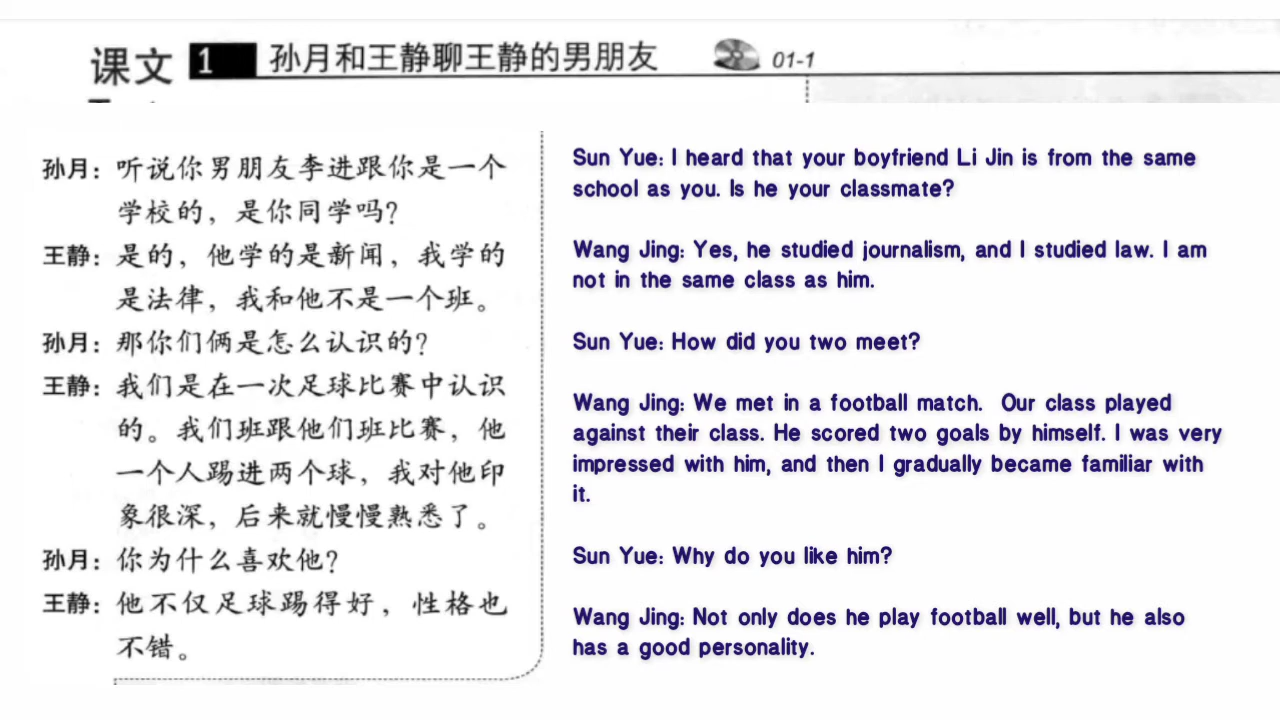 课文 1 孙月和王静聊王静的男朋友 01-1
孙月：听说你男朋友李进跟你是一个
学校的，是你同学吗？
王静：是的，他学的是新闻，我学的
是法律，我和他不是一个班。
孙月：那你们俩是怎么认识的？
王静：我们是在一次足球比赛中认识
的。我们班跟他们班比赛，他
一个人踢进两个球，我对他印
象很深，后来就慢慢熟悉了。
孙月：你为什么喜欢他？
王静：他不仅足球踢得好，性格也
不错。
Sun Yue: I heard that your boyfriend Li Jin is from the same
school as you. Is he your classmate?
Wang Jing: Yes, he studied journalism, and I studied law. I am
not in the same class as him.
Sun Yue: How did you two meet?
Wang Jing: We met in a football match.  Our class played
against their class. He scored two goals by himself. I was very
impressed with him, and then I gradually became familiar with
it.
Sun Yue: Why do you like him?
Wang Jing: Not only does he play football well, but he also
has a good personality.